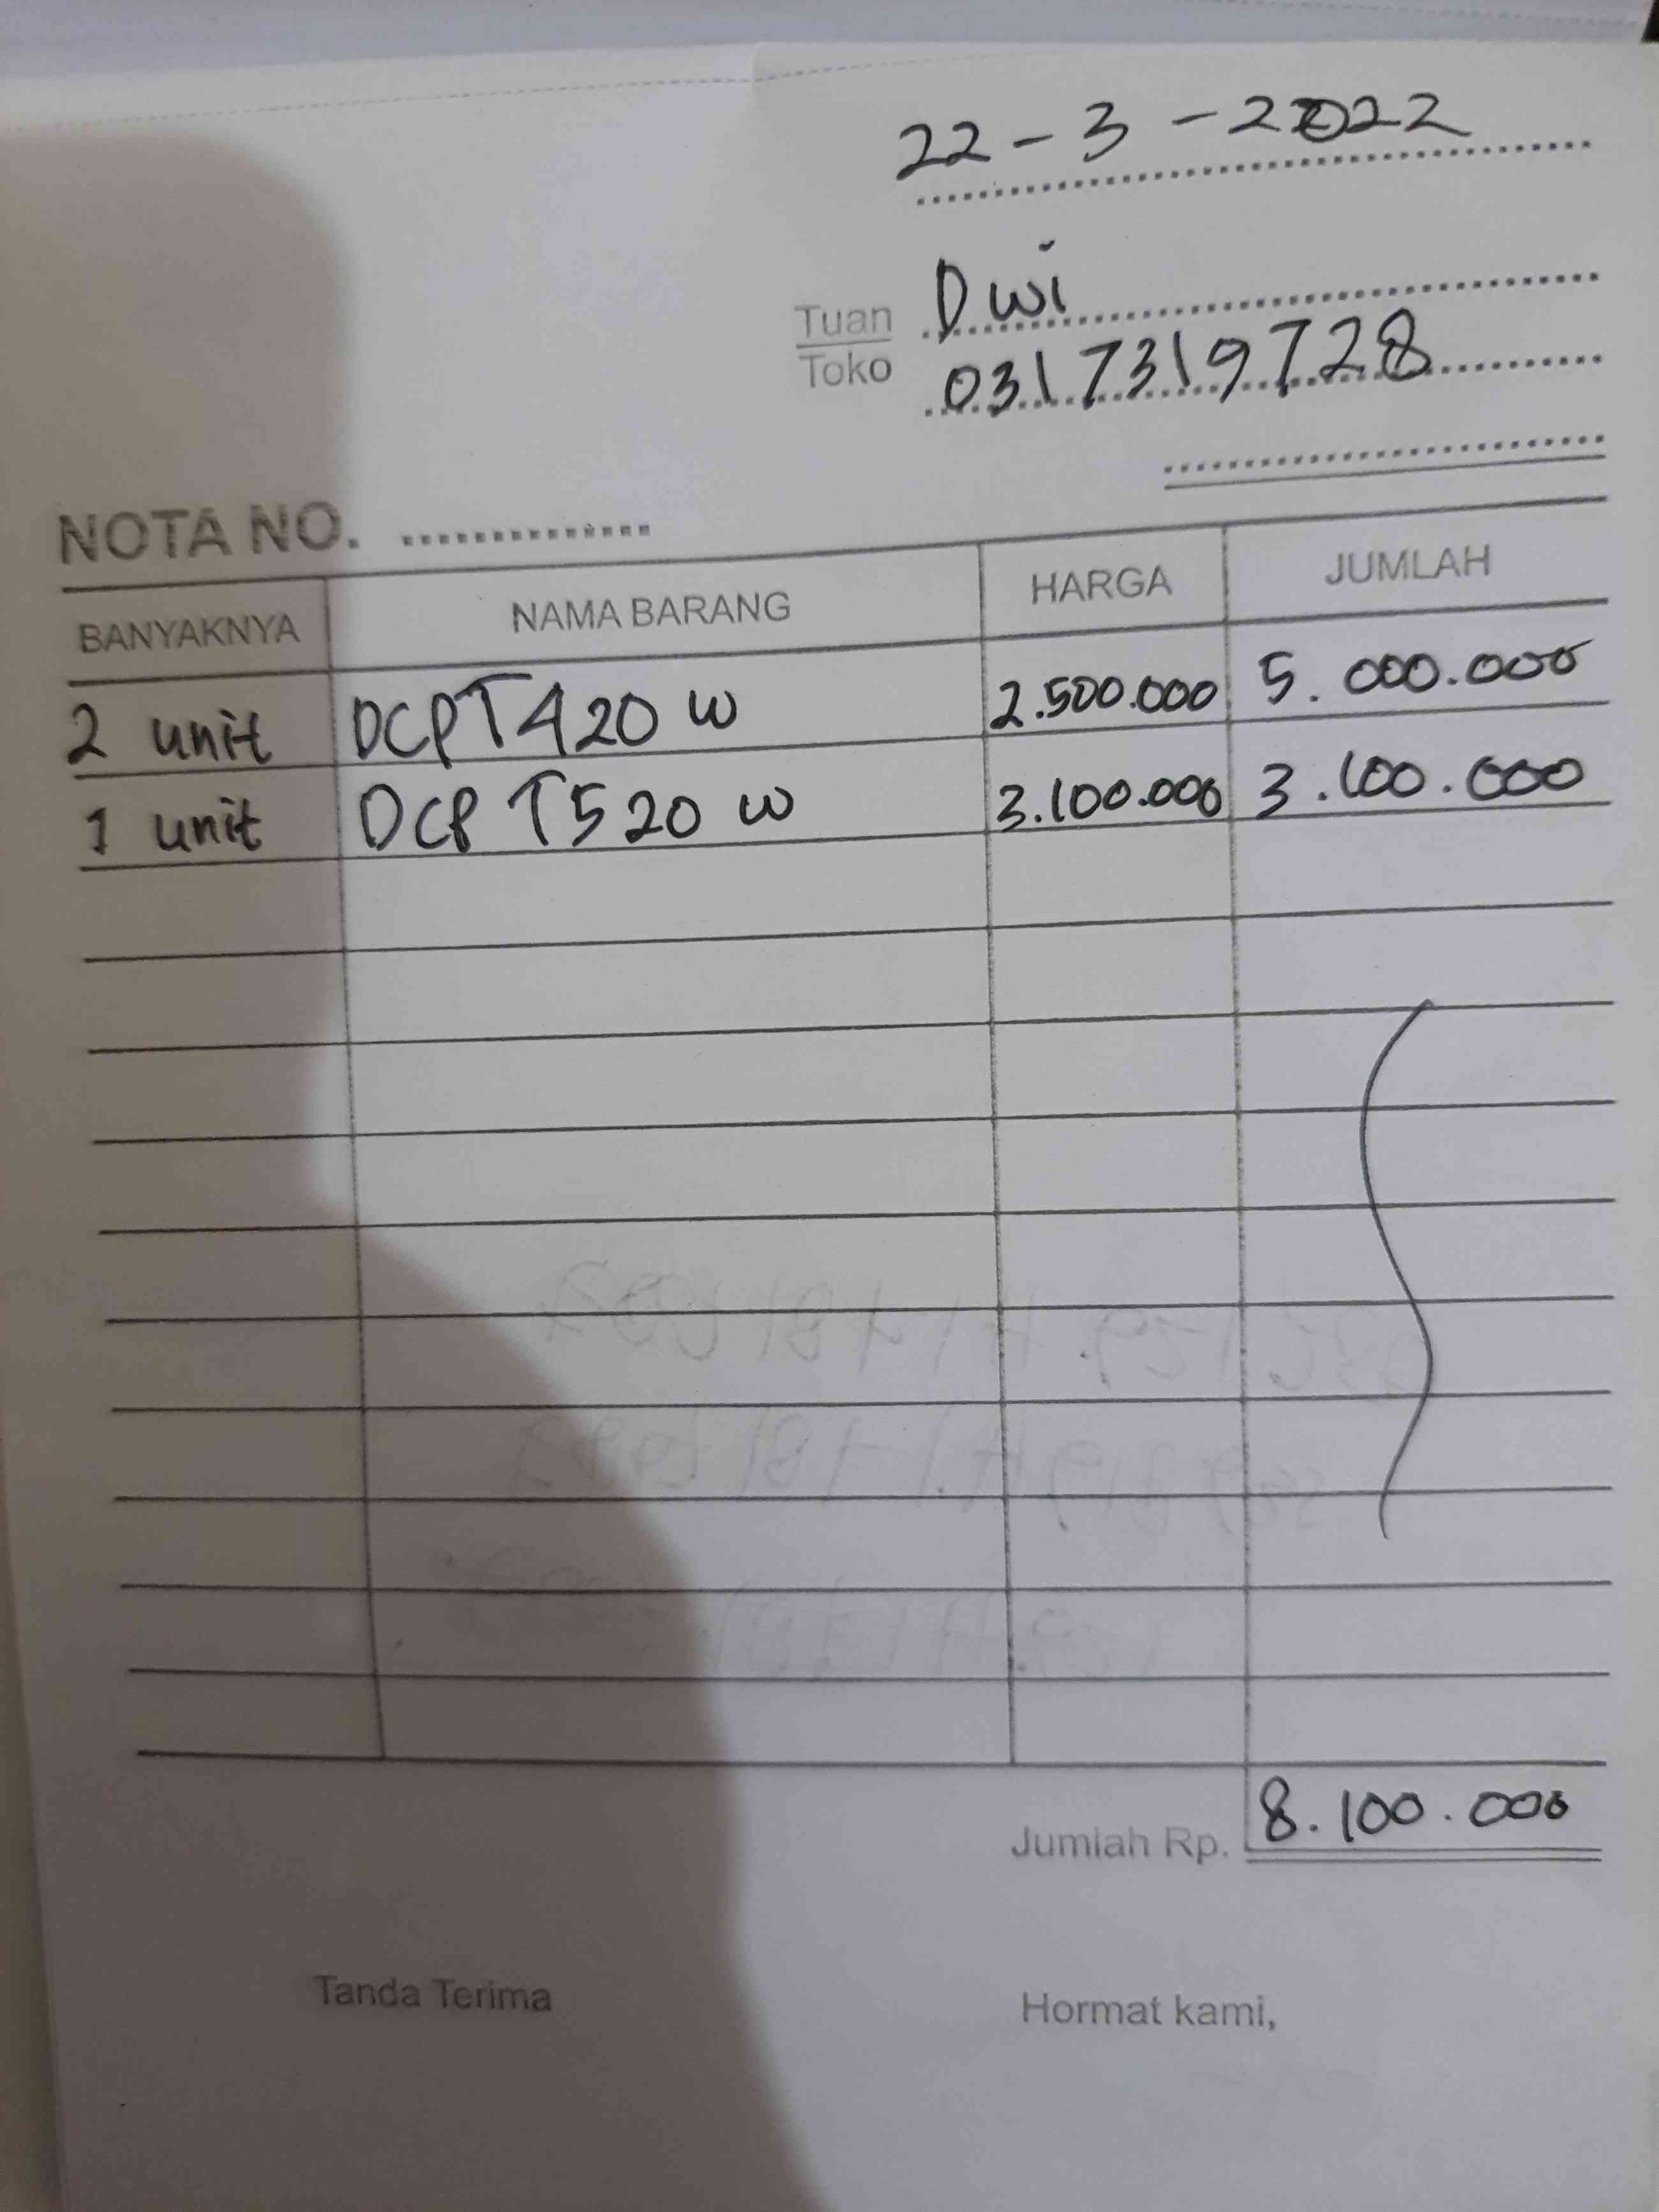 22 - 3 - 2022
Tuan Dwi
Toko 0317319728
NOTA NO. ..............
BANYAKNYA NAMA BARANG HARGA JUMLAH
2 unit DCPT420 W 2.500.000 5.000.000
1 unit DCP T520 W 3.100.000 3.100.000
Jumlah Rp. 8.100.000
Tanda Terima Hormat kami,